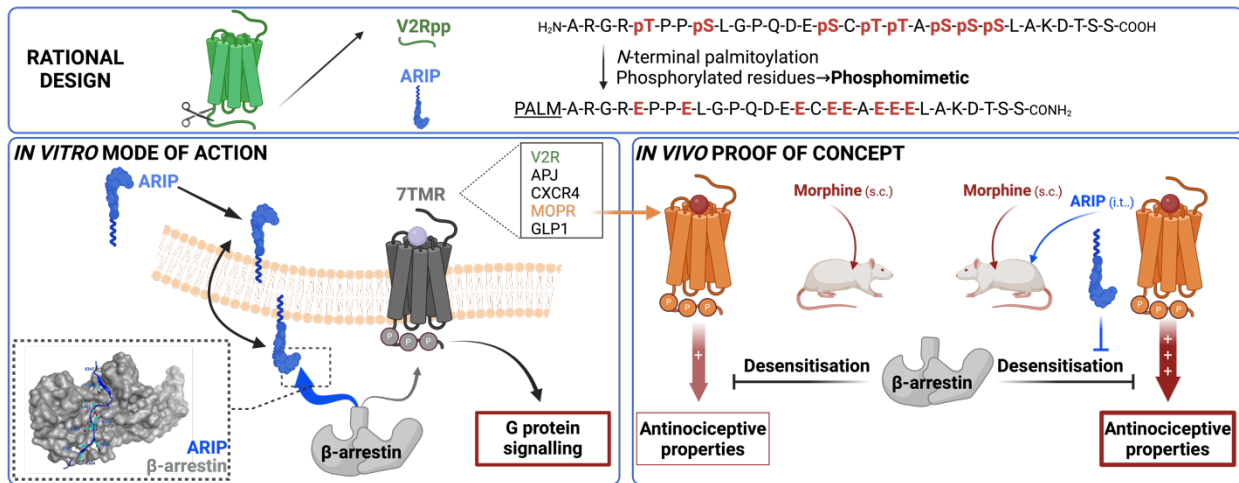 RATIONAL
DESIGN
V2Rpp
ARIP
H₂N-A-R-G-R-pT-P-P-pS-L-G-P-Q-D-E-pS-C-pT-pT-A-pS-pS-pS-L-A-K-D-T-S-S-COOH
N-terminal palmitoylation
Phosphorylated residues→Phosphomimetic
PALM-A-R-G-R-E-P-P-E-L-G-P-Q-D-E-E-C-E-E-A-E-E-E-L-A-K-D-T-S-S-CONH₂
IN VITRO MODE OF ACTION
ARIP
7TMR
V2R
APJ
CXCR4
MOPR
GLP1
P P P
ARIP
β-arrestin
β-arrestin
G protein
signalling
IN VIVO PROOF OF CONCEPT
Morphine (s.c.)
Morphine (s.c.)
ARIP (i.t..)
P P P
P P P
+
+
+
+
Desensitisation
β-arrestin
Desensitisation
Antinociceptive
properties
Antinociceptive
properties